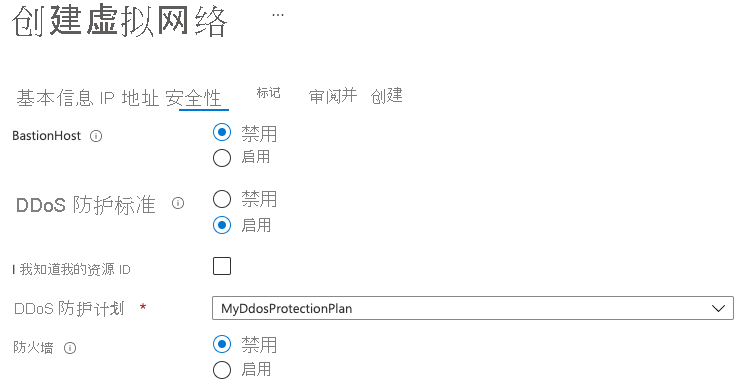 创建虚拟网络 ...
基本信息 IP 地址 安全性 标记 审阅并 创建
BastionHost 禁用
启用
DDoS 防护标准 禁用
启用
I 我知道我的资源 ID
DDoS 防护计划 * MyDdosProtectionPlan
防火墙 禁用
启用